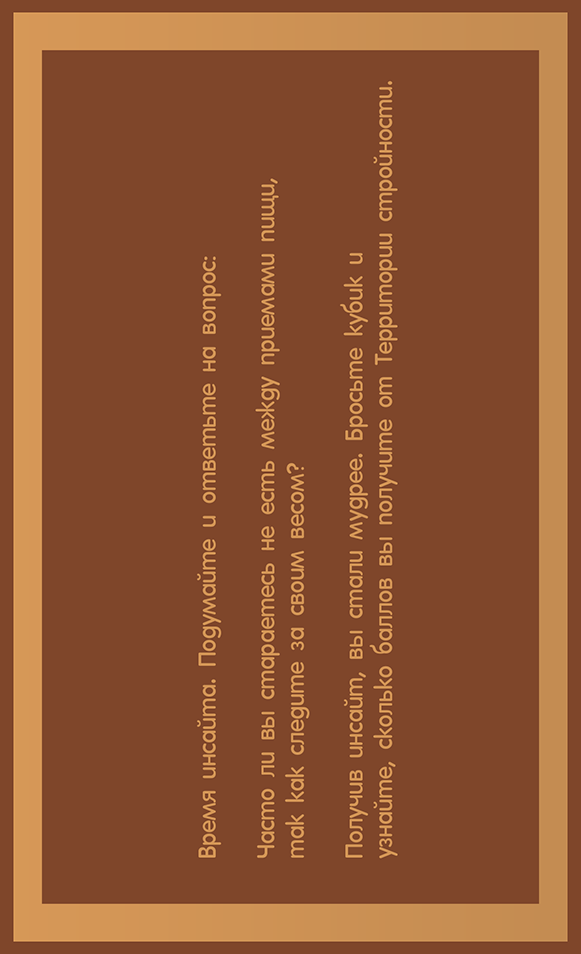 Время инсайта. Подумайте и ответьте на вопрос:
Часто ли вы стараетесь не есть между приемами пищи,
так как следите за своим весом?
Получив инсайт, вы стали мудрее. Бросьте кубик и
узнайте, сколько баллов вы получите от Территории стройности.